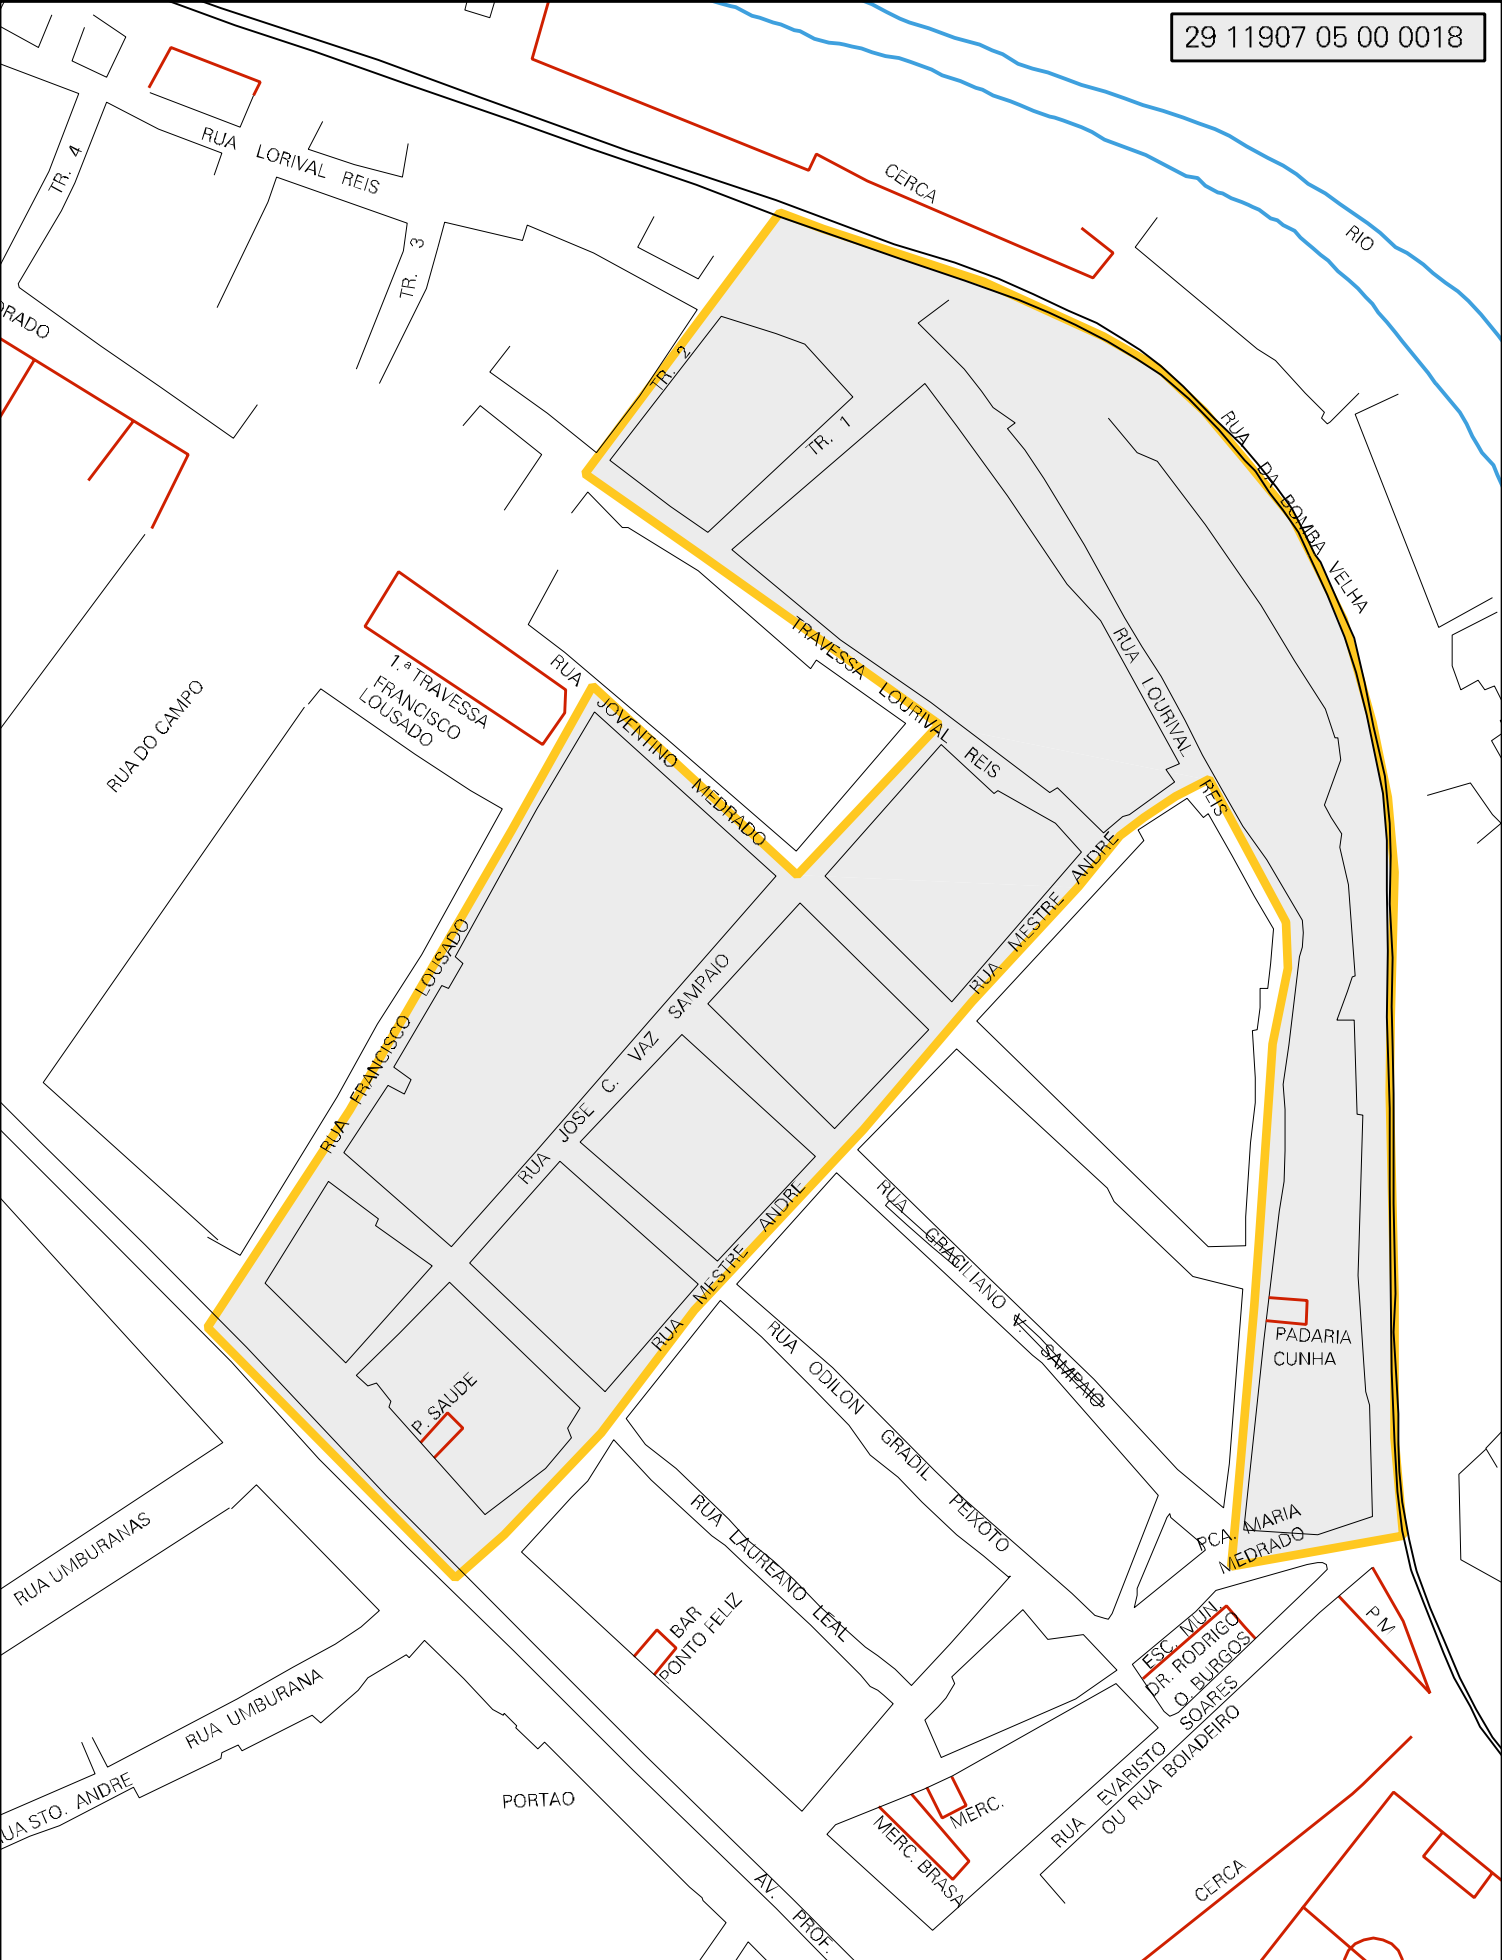 29 11907 05 00 0018
RUA LORIVAL REIS
TR. 4
TR. 3
CERCA
RIO
TR. 2
TR. 1
RUA DA BOMBA VELHA
TRAVESSA LOURIVAL REIS
RUA LOURIVAL REIS
1.ª TRAVESSA
FRANCISCO
LOUSADO
RUA DO CAMPO
RUA JOVENTINO MEDRADO
RUA FRANCISCO LOUSADO
RUA JOSE C. VAZ SAMPAIO
RUA MESTRE ANDRE
RUA MESTRE ANDRE
RUA GRACILIANO V. SAMPAIO
RUA ODILON GRADIL PEIXOTO
RUA LAUREANO LEAL
P. SAUDE
PADARIA
CUNHA
PCA. MARIA
MEDRADO
RUA UMBURANAS
RUA UMBURANA
BAR
PONTO FELIZ
ESC. MUN.
DR. RODRIGO
O. BURGOS
P M
RUA EVARISTO SOARES
OU RUA BOIADEIRO
PORTAO
MERC.
MERC. BRASA
CERCA
AV. PROF.
UA STO. ANDRE
DRADO